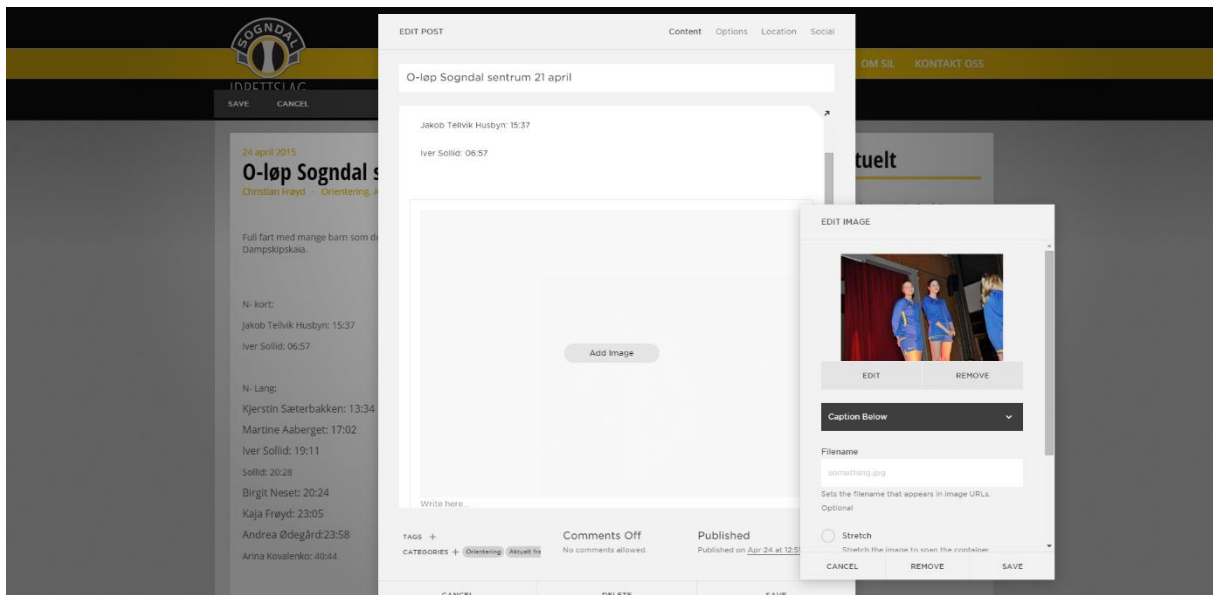 SOGNDAL
IDRETTSLAG
OM SIL KONTAKT OSS
SAVE CANCEL
24 april 2015
O-løp Sogndal s
Christian Frøyd · Orientering, A
Full fart med mange barn som de
Dampskipskaia.
N- kort:
Jakob Tellvik Husbyn: 15:37
Iver Sollid: 06:57
N- Lang:
Kjerstin Sæterbakken: 13:34
Martine Aaberget: 17:02
Iver Sollid: 19:11
Sollid: 20:28
Birgit Neset: 20:24
Kaja Frøyd: 23:05
Andrea Ødegård:23:58
Arina Kovalenko: 40:44
EDIT POST Content Options Location Social
O-løp Sogndal sentrum 21 april
Jakob Tellvik Husbyn: 15:37
Iver Sollid: 06:57
Add Image
Write here...
TAGS +
CATEGORIES + Orientering Aktuelt fra
Comments Off
No comments allowed.
Published
Published on Apr 24 at 12:5
CANCEL DELETE SAVE
tuelt
EDIT IMAGE
EDIT REMOVE
Caption Below
Filename
something.jpg
Sets the filename that appears in image URLs.
Optional
Stretch
Stretch the image to span the container
CANCEL REMOVE SAVE